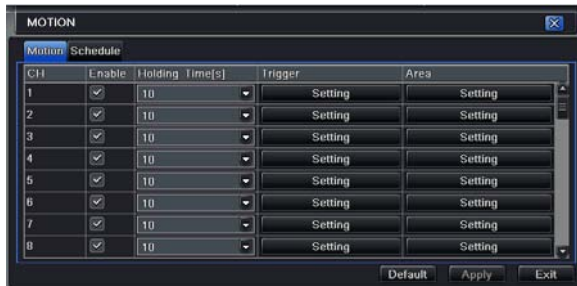 MOTION
Motion Schedule
CH Enable Holding Time[s] Trigger Area
1 10 Setting Setting
2 10 Setting Setting
3 10 Setting Setting
4 10 Setting Setting
5 10 Setting Setting
6 10 Setting Setting
7 10 Setting Setting
8 10 Setting Setting
Default Apply Exit